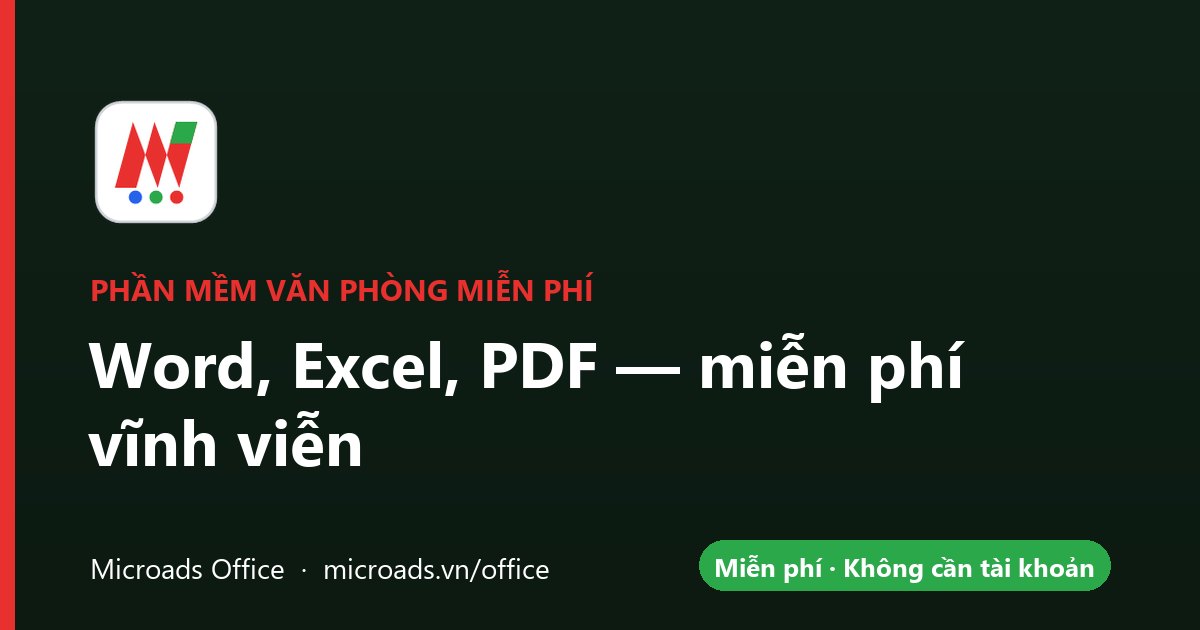 PHẦN MỀM VĂN PHÒNG MIỄN PHÍ
Word, Excel, PDF — miễn phí
vĩnh viễn
Microads Office · microads.vn/office
Miễn phí · Không cần tài khoản